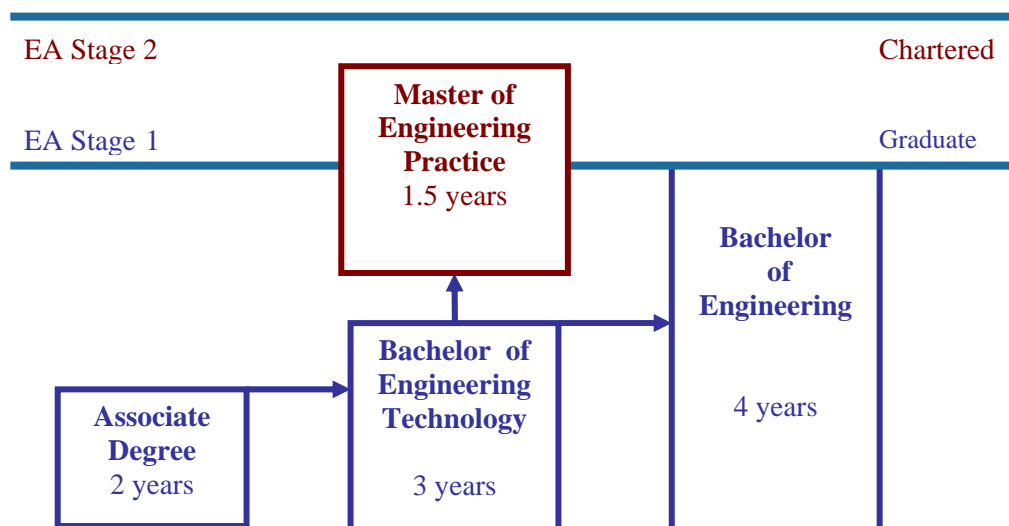 EA Stage 2
Chartered
Master of
Engineering
Practice
1.5 years
EA Stage 1
Graduate
Bachelor
of
Engineering
4 years
Bachelor of
Engineering
Technology
3 years
Associate
Degree
2 years